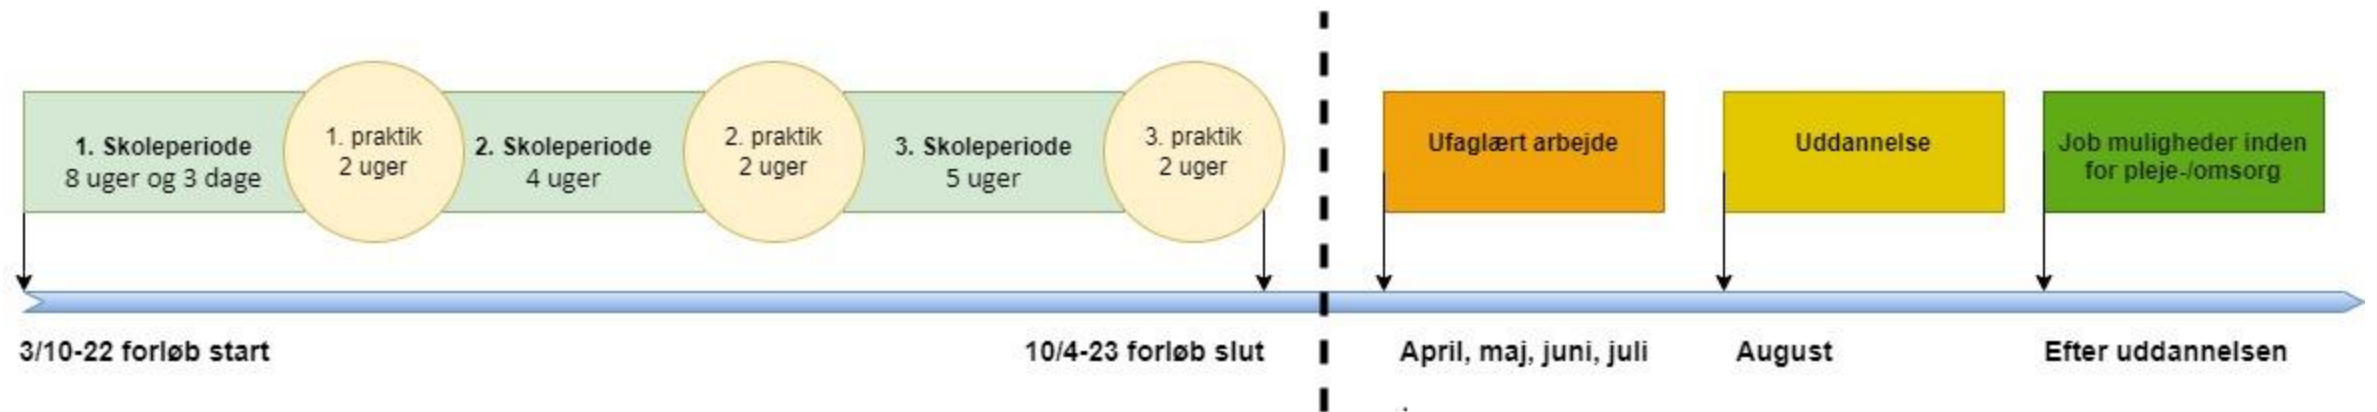 1. Skoleperiode
8 uger og 3 dage
1. praktik
2 uger
2. Skoleperiode
4 uger
2. praktik
2 uger
3. Skoleperiode
5 uger
3. praktik
2 uger
Ufaglært arbejde
Uddannelse
Job muligheder inden
for pleje-/omsorg
3/10-22 forløb start
10/4-23 forløb slut
April, maj, juni, juli
August
Efter uddannelsen